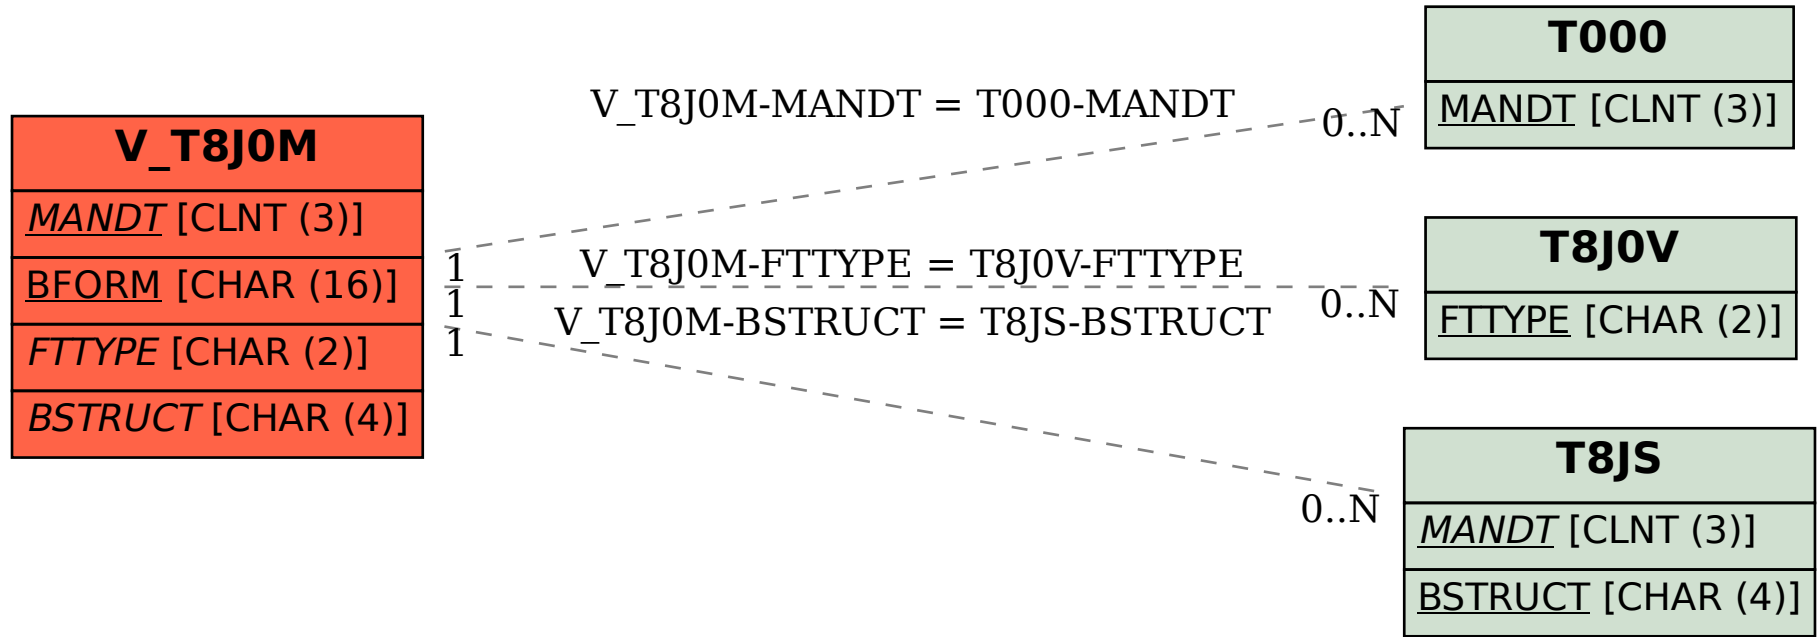 V_T8J0M
MANDT [CLNT (3)]
BFORM [CHAR (16)]
FTTYPE [CHAR (2)]
BSTRUCT [CHAR (4)]
V_T8J0M-MANDT = T000-MANDT
0..N
1
V_T8J0M-FTTYPE = T8J0V-FTTYPE
1
0..N
V_T8J0M-BSTRUCT = T8JS-BSTRUCT
1
0..N
T000
MANDT [CLNT (3)]
T8J0V
FTTYPE [CHAR (2)]
T8JS
MANDT [CLNT (3)]
BSTRUCT [CHAR (4)]